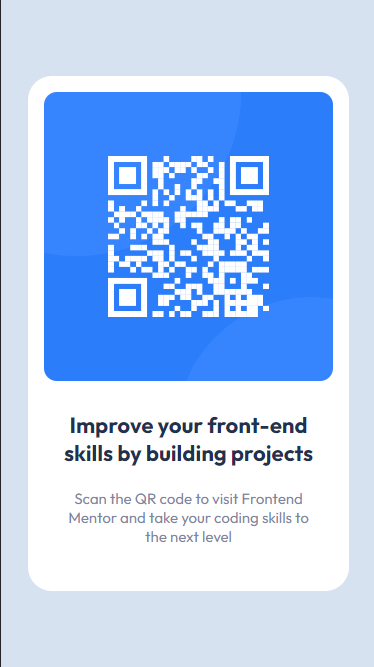 Improve your front-end
skills by building projects
Scan the QR code to visit Frontend
Mentor and take your coding skills to
the next level